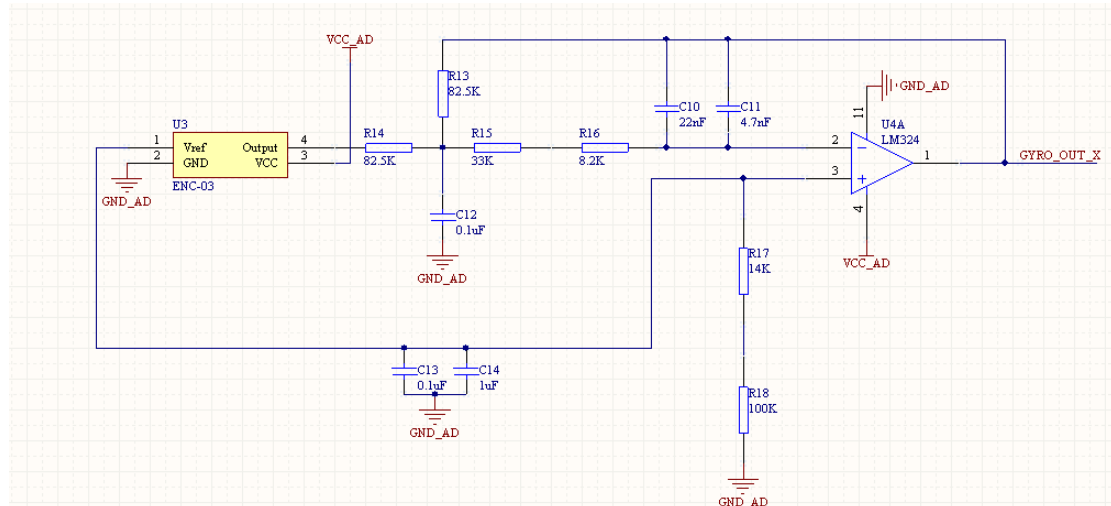 VCC_AD
R13
82.5K
C10
22nF
C11
4.7nF
11
GND_AD
U4A
LM324
U3
1
2
Vref
GND
Output
VCC
4
3
ENC-03
GND_AD
R14
82.5K
R15
33K
R16
8.2K
2
3
1
4
GYRO_OUT_X
VCC_AD
C12
0.1uF
GND_AD
R17
14K
C13
0.1uF
C14
1uF
GND_AD
R18
100K
GND_AD